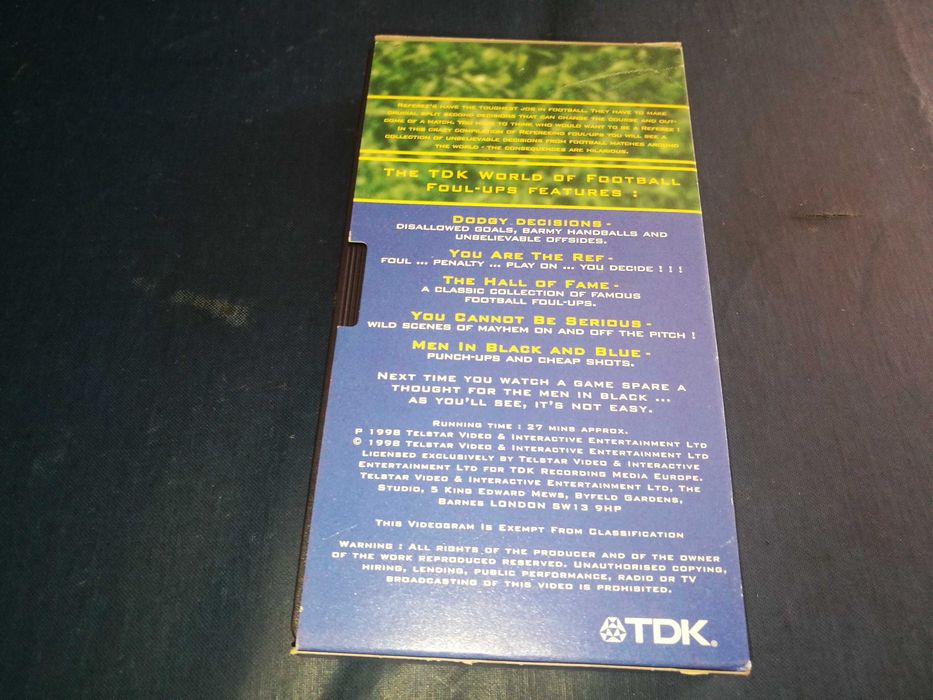 Referee's have the toughest job in football. They have to make
crucial split second decisions that can change the course and out-
come of a match. You have to think who would want to be a Referee !
In this crazy compilation of Refereeing foul-ups you will see a
collection of unbelievable decisions from football matches around
the world - the consequences are hilarious.
The TDK World of Football
Foul-ups features :
Dodgy decisions -
disallowed goals, barmy handballs and
unbelievable offsides.
You Are The Ref -
foul ... penalty ... play on ... you decide ! ! !
The Hall of Fame -
a classic collection of famous
football foul-ups.
You Cannot Be Serious -
wild scenes of mayhem on and off the pitch !
Men In Black and Blue -
punch-ups and cheap shots.
Next time you watch a game spare a
thought for the men in black ...
as you'll see, it's not easy.
Running time : 27 mins approx.
P 1998 Telstar Video & Interactive Entertainment Ltd
© 1998 Telstar Video & Interactive Entertainment Ltd
Licensed exclusively by Telstar Video & Interactive
Entertainment Ltd for TDK Recording Media Europe.
Telstar Video & Interactive Entertainment Ltd, The
Studio, 5 King Edward Mews, Byfeld Gardens,
Barnes LONDON SW13 9HP
This Videogram Is Exempt From Classification
Warning : All rights of the producer and of the owner
of the work reproduced reserved. Unauthorised copying,
hiring, lending, public performance, radio or TV
broadcasting of this video is prohibited.
TDK.